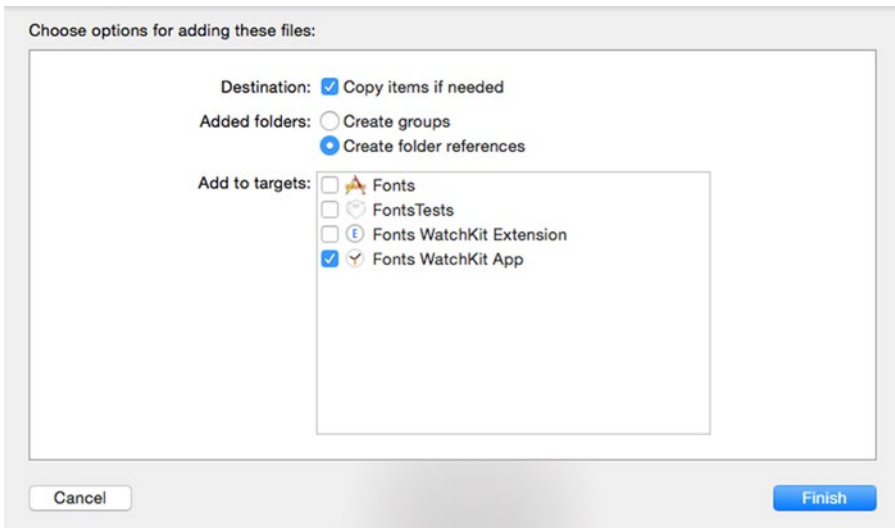 Choose options for adding these files:
Destination: Copy items if needed
Added folders: Create groups
Create folder references
Add to targets: Fonts
FontsTests
E Fonts WatchKit Extension
Fonts WatchKit App
Cancel Finish